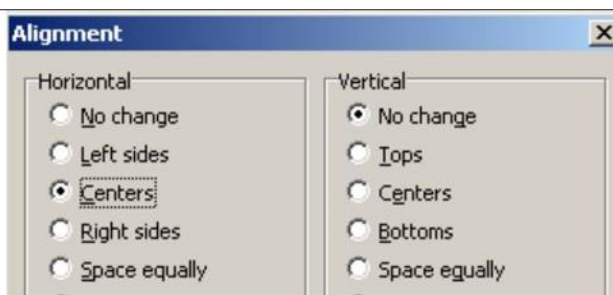 Alignment
Horizontal
No change
Left sides
Centers
Right sides
Space equally
Vertical
No change
Tops
Centers
Bottoms
Space equally